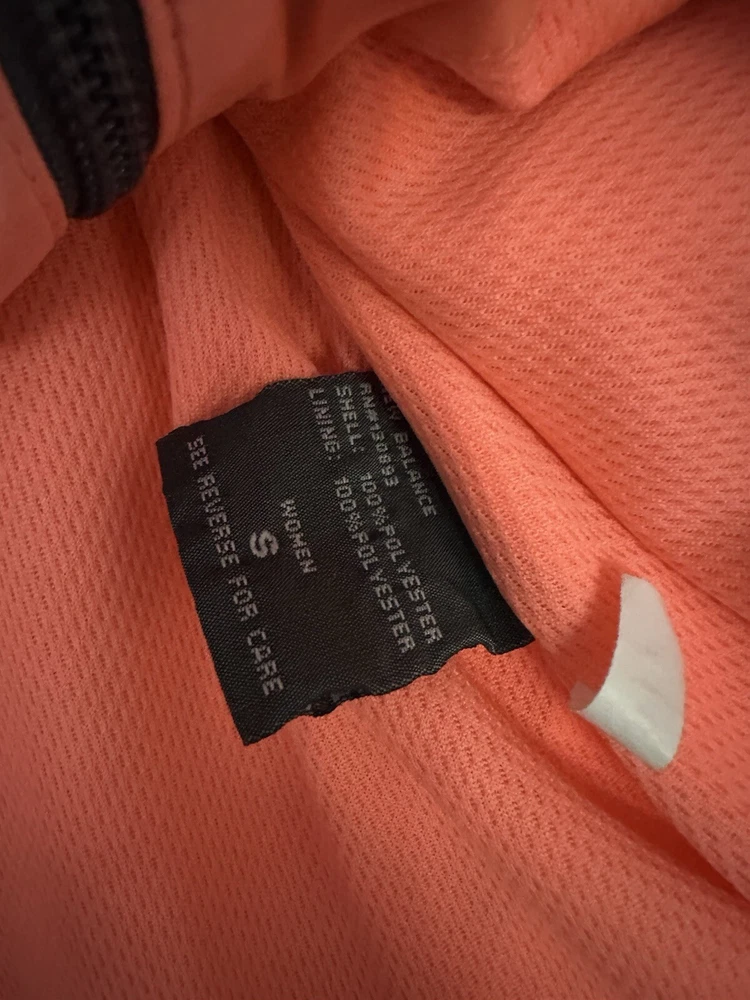 BALANCE
RN#130893
SHELL: 100%POLYESTER
LINING: 100%POLYESTER
WOMEN
S
SEE REVERSE FOR CARE